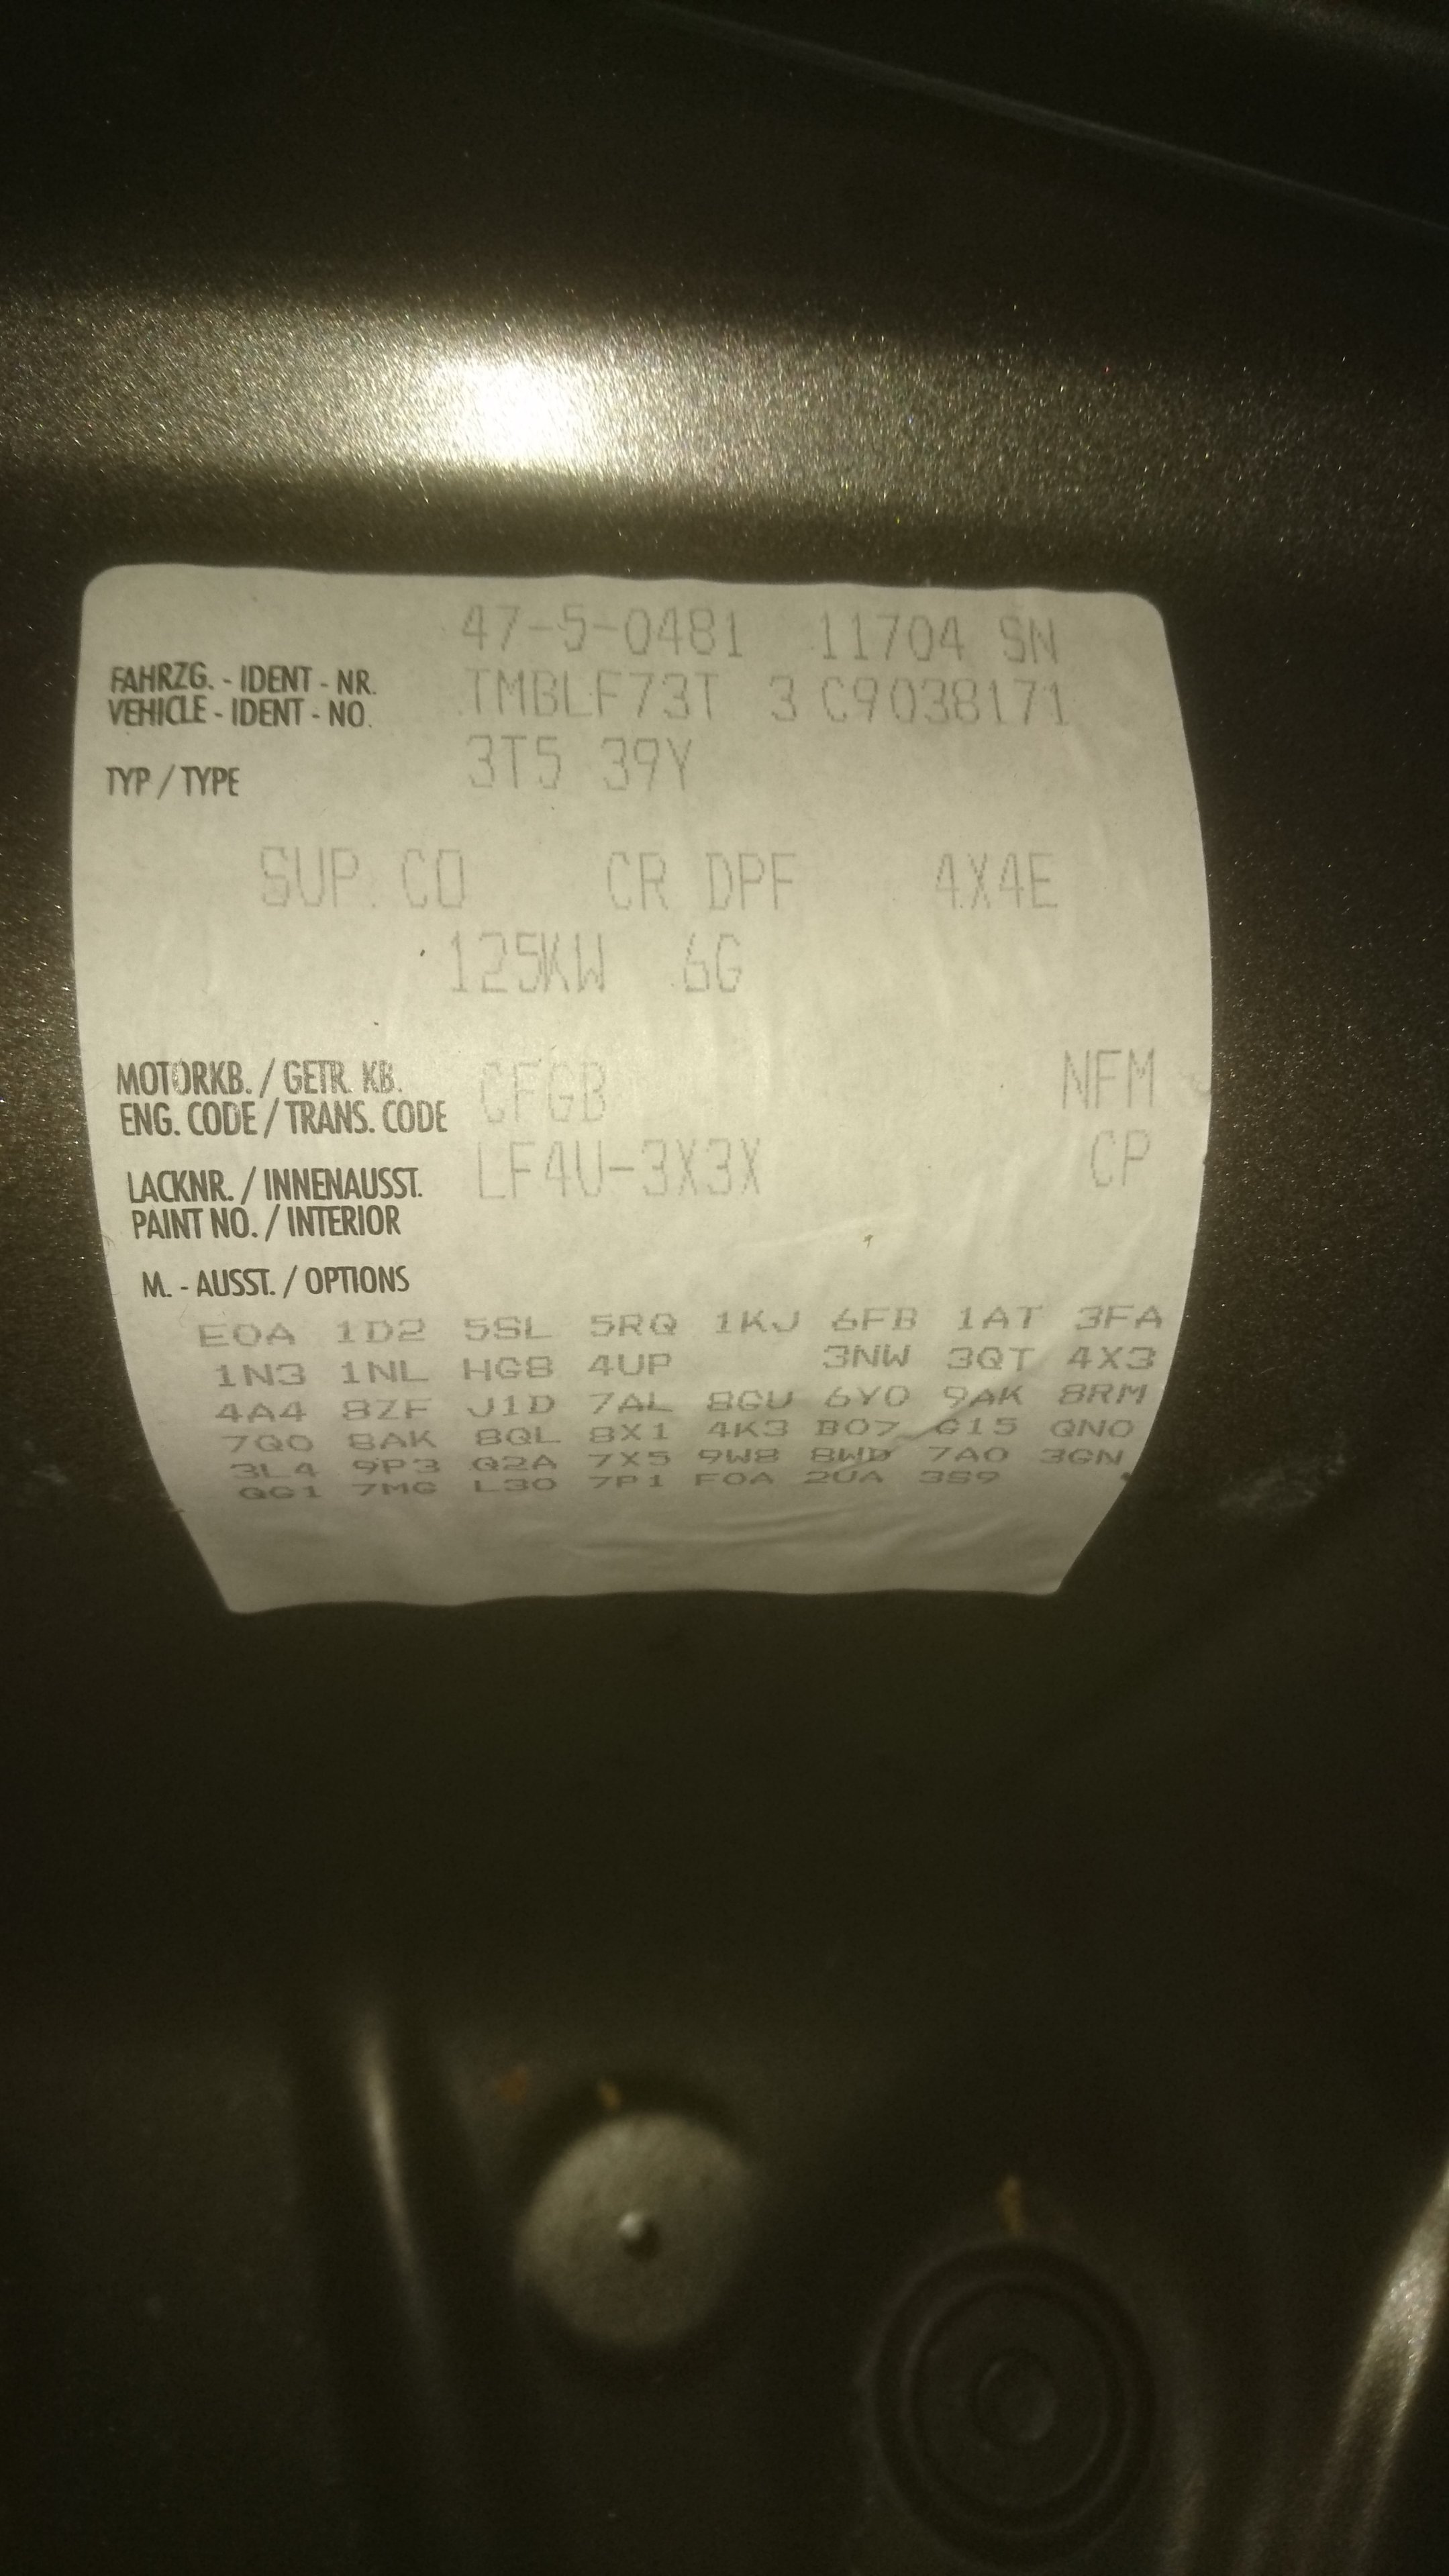 47-5-0481 11704 SN
FAHRZG. - IDENT - NR.
VEHICLE - IDENT - NO. TMBLF73T 3 C9038171
TYP / TYPE 3T5 39Y
SUP. CO CR DPF 4X4E
125KW 6G
MOTORKB. / GETR. KB.
ENG. CODE / TRANS. CODE CFGB NFM
LACKNR. / INNENAUSST. LF4U-3X3X CP
PAINT NO. / INTERIOR
M. - AUSST. / OPTIONS
E0A 1D2 5SL 5RQ 1KJ 6FB 1AT 3FA
1N3 1NL HG8 4UP 3NW 3QT 4X3
4A4 8ZF J1D 7AL 8GU 6Y0 9AK 8RM
7Q0 8AK 8QL 8X1 4K3 B07 G15 QN0
3L4 9P3 Q2A 7X5 9W8 8WD 7A0 3GN
QG1 7MG L30 7P1 F0A 2UA 3S9